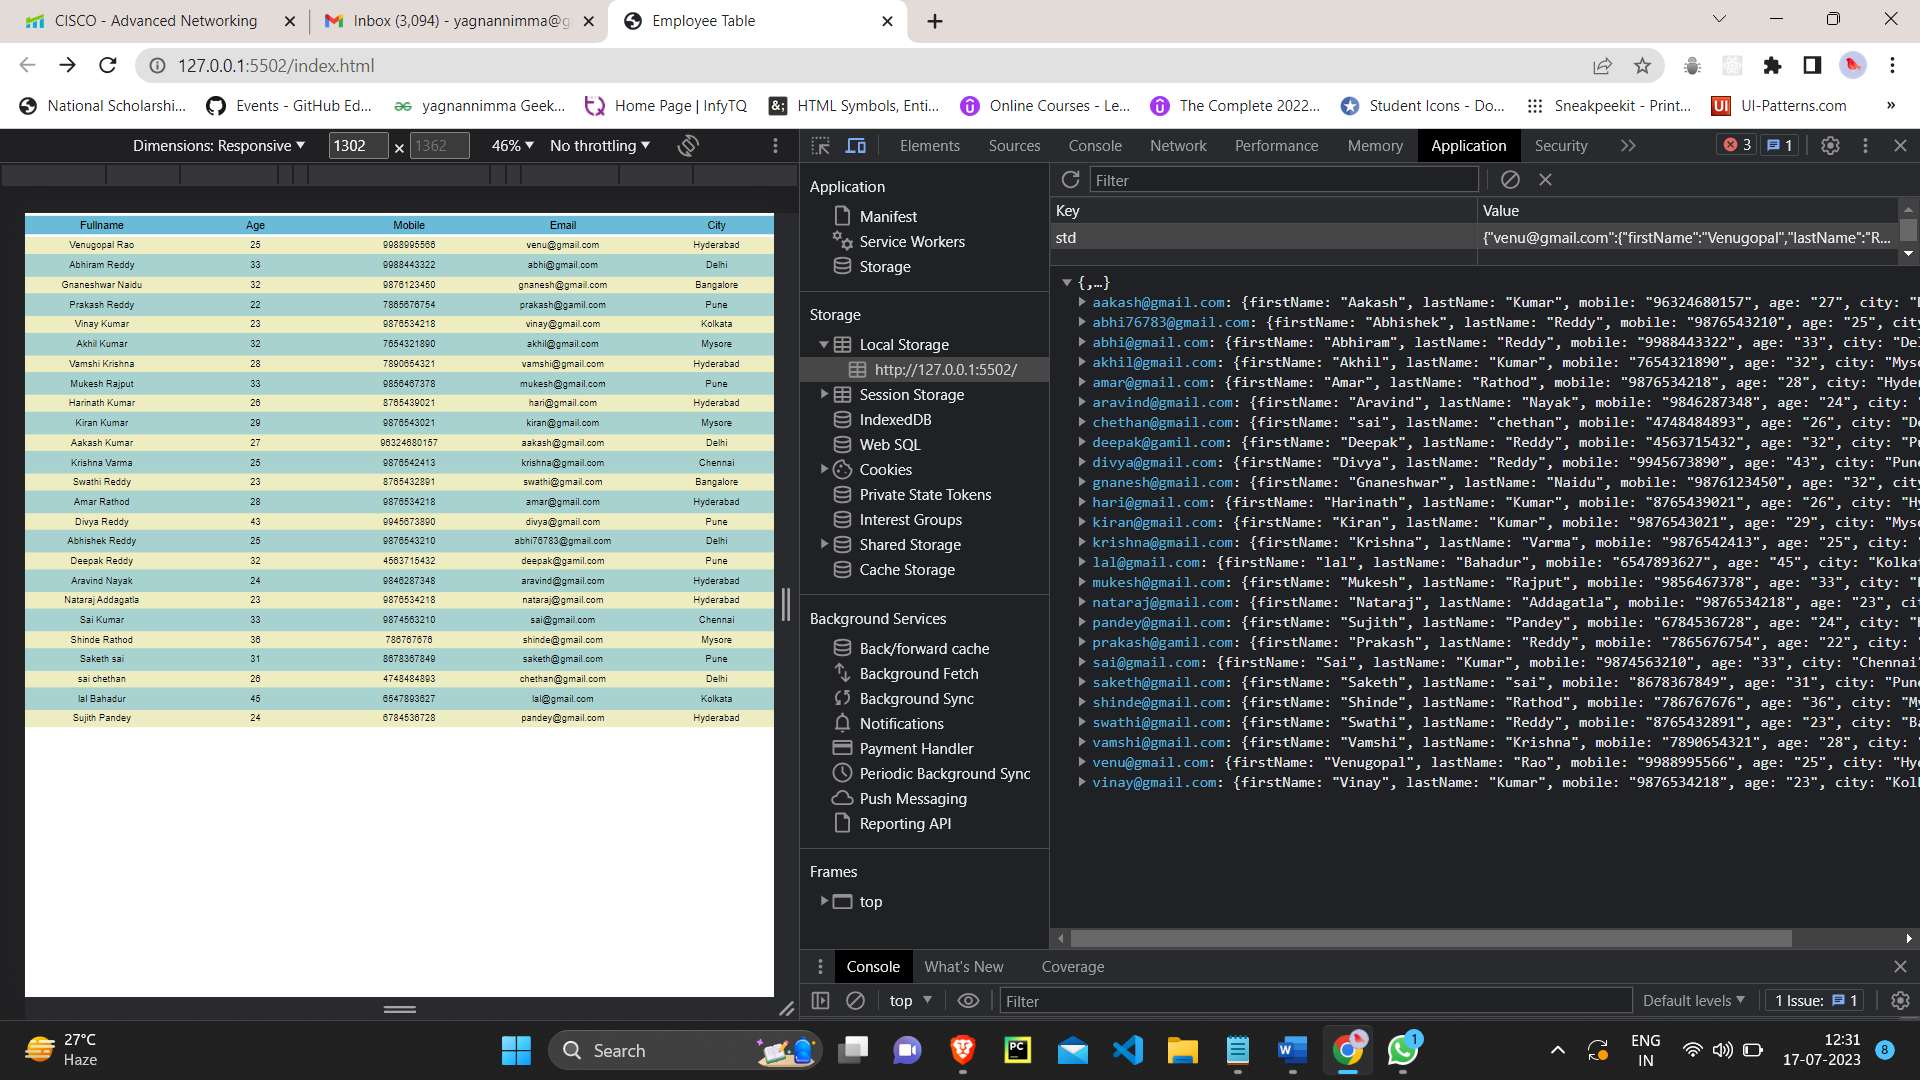 CISCO - Advanced Networking
Inbox (3,094) - yagnannimma@g
Employee Table
127.0.0.1:5502/index.html
National Scholarshi...
Events - GitHub Ed...
yagnannimma Geek...
Home Page | InfyTQ
HTML Symbols, Enti...
Online Courses - Le...
The Complete 2022...
Student Icons - Do...
Sneakpeekit - Print...
UI-Patterns.com
»
Dimensions: Responsive 1302 × 1362 46% No throttling
Elements Sources Console Network Performance Memory Application Security 3 1
Fullname Age Mobile Email City
Venugopal Rao 25 9988995566 venu@gmail.com Hyderabad
Abhiram Reddy 33 9988443322 abhi@gmail.com Delhi
Gnaneshwar Naidu 32 9876123450 gnanesh@gmail.com Bangalore
Prakash Reddy 22 7865676754 prakash@gamil.com Pune
Vinay Kumar 23 9876534218 vinay@gmail.com Kolkata
Akhil Kumar 32 7654321890 akhil@gmail.com Mysore
Vamshi Krishna 28 7890654321 vamshi@gmail.com Hyderabad
Mukesh Rajput 33 9856467378 mukesh@gmail.com Pune
Harinath Kumar 26 8765439021 hari@gmail.com Hyderabad
Kiran Kumar 29 9876543021 kiran@gmail.com Mysore
Aakash Kumar 27 96324680157 aakash@gmail.com Delhi
Krishna Varma 25 9876542413 krishna@gmail.com Chennai
Swathi Reddy 23 8765432891 swathi@gmail.com Bangalore
Amar Rathod 28 9876534218 amar@gmail.com Hyderabad
Divya Reddy 43 9945673890 divya@gmail.com Pune
Abhishek Reddy 25 9876543210 abhi76783@gmail.com Delhi
Deepak Reddy 32 4563715432 deepak@gamil.com Pune
Aravind Nayak 24 9846287348 aravind@gmail.com Hyderabad
Nataraj Addagatla 23 9876534218 nataraj@gmail.com Hyderabad
Sai Kumar 33 9874563210 sai@gmail.com Chennai
Shinde Rathod 36 786767676 shinde@gmail.com Mysore
Saketh sai 31 8678367849 saketh@gmail.com Pune
sai chethan 26 4748484893 chethan@gmail.com Delhi
lal Bahadur 45 6547893627 lal@gmail.com Kolkata
Sujith Pandey 24 6784536728 pandey@gmail.com Hyderabad
Application
Manifest
Service Workers
Storage
Storage
Local Storage
http://127.0.0.1:5502/
Session Storage
IndexedDB
Web SQL
Cookies
Private State Tokens
Interest Groups
Shared Storage
Cache Storage
Background Services
Back/forward cache
Background Fetch
Background Sync
Notifications
Payment Handler
Periodic Background Sync
Push Messaging
Reporting API
Frames
top
Filter
Key Value
std {"venu@gmail.com":{"firstName":"Venugopal","lastName":"R...
{,…}
aakash@gmail.com: {firstName: "Aakash", lastName: "Kumar", mobile: "96324680157", age: "27", city: "
abhi76783@gmail.com: {firstName: "Abhishek", lastName: "Reddy", mobile: "9876543210", age: "25", city
abhi@gmail.com: {firstName: "Abhiram", lastName: "Reddy", mobile: "9988443322", age: "33", city: "Del
akhil@gmail.com: {firstName: "Akhil", lastName: "Kumar", mobile: "7654321890", age: "32", city: "Myso
amar@gmail.com: {firstName: "Amar", lastName: "Rathod", mobile: "9876534218", age: "28", city: "Hyder
aravind@gmail.com: {firstName: "Aravind", lastName: "Nayak", mobile: "9846287348", age: "24", city: "
chethan@gmail.com: {firstName: "sai", lastName: "chethan", mobile: "4748484893", age: "26", city: "De
deepak@gamil.com: {firstName: "Deepak", lastName: "Reddy", mobile: "4563715432", age: "32", city: "Pu
divya@gmail.com: {firstName: "Divya", lastName: "Reddy", mobile: "9945673890", age: "43", city: "Pune
gnanesh@gmail.com: {firstName: "Gnaneshwar", lastName: "Naidu", mobile: "9876123450", age: "32", city
hari@gmail.com: {firstName: "Harinath", lastName: "Kumar", mobile: "8765439021", age: "26", city: "Hy
kiran@gmail.com: {firstName: "Kiran", lastName: "Kumar", mobile: "9876543021", age: "29", city: "Myso
krishna@gmail.com: {firstName: "Krishna", lastName: "Varma", mobile: "9876542413", age: "25", city: "
lal@gmail.com: {firstName: "lal", lastName: "Bahadur", mobile: "6547893627", age: "45", city: "Kolkat
mukesh@gmail.com: {firstName: "Mukesh", lastName: "Rajput", mobile: "9856467378", age: "33", city: "
nataraj@gmail.com: {firstName: "Nataraj", lastName: "Addagatla", mobile: "9876534218", age: "23", cit
pandey@gmail.com: {firstName: "Sujith", lastName: "Pandey", mobile: "6784536728", age: "24", city: "
prakash@gamil.com: {firstName: "Prakash", lastName: "Reddy", mobile: "7865676754", age: "22", city: "
sai@gmail.com: {firstName: "Sai", lastName: "Kumar", mobile: "9874563210", age: "33", city: "Chennai"
saketh@gmail.com: {firstName: "Saketh", lastName: "sai", mobile: "8678367849", age: "31", city: "Pune
shinde@gmail.com: {firstName: "Shinde", lastName: "Rathod", mobile: "786767676", age: "36", city: "My
swathi@gmail.com: {firstName: "Swathi", lastName: "Reddy", mobile: "8765432891", age: "23", city: "Ba
vamshi@gmail.com: {firstName: "Vamshi", lastName: "Krishna", mobile: "7890654321", age: "28", city: "
venu@gmail.com: {firstName: "Venugopal", lastName: "Rao", mobile: "9988995566", age: "25", city: "Hyd
vinay@gmail.com: {firstName: "Vinay", lastName: "Kumar", mobile: "9876534218", age: "23", city: "Kol
Console What's New Coverage
top Filter Default levels 1 Issue: 1
27°C
Haze
Search
PC
W
1
ENG
IN
12:31
17-07-2023
8